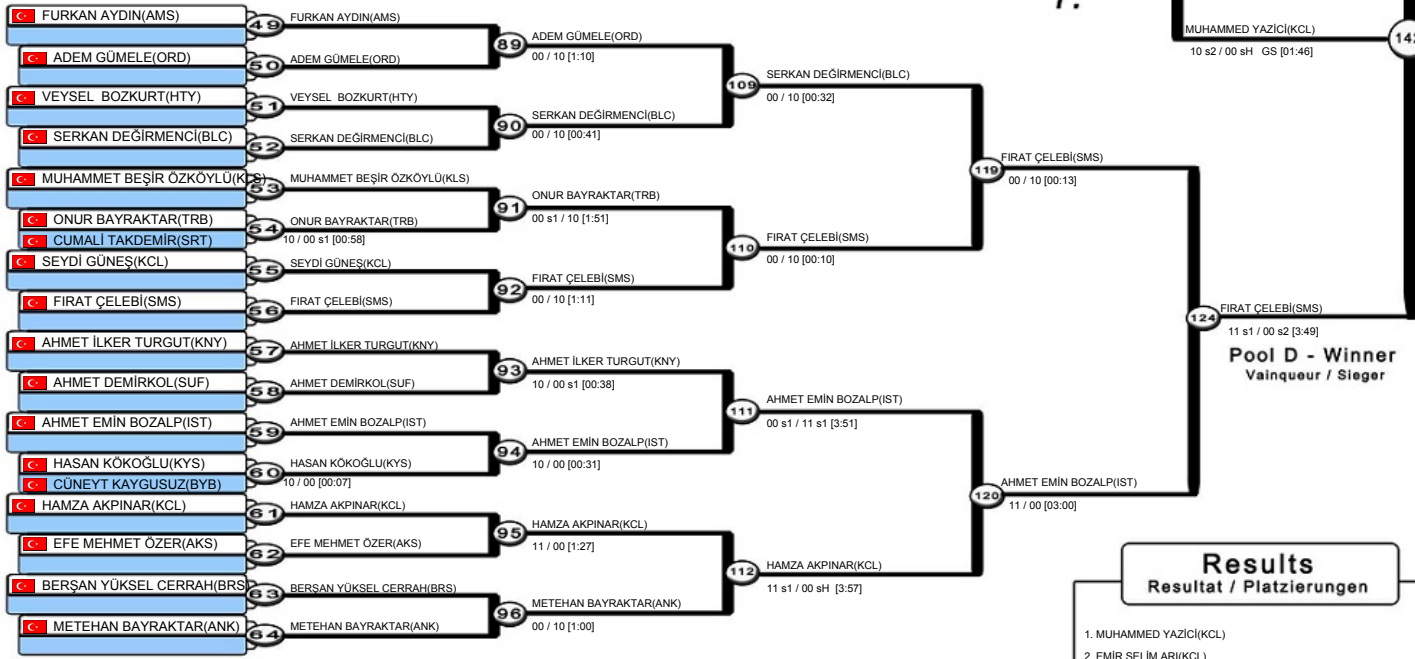 FURKAN AYDIN(AMS)
ADEM GÜMELE(ORD)
VEYSEL BOZKURT(HTY)
SERKAN DEĞİRMENCİ(BLC)
MUHAMMET BEŞİR ÖZKÖYLÜ(KLS)
ONUR BAYRAKTAR(TRB)
CUMALİ TAKDEMİR(SRT)
SEYDİ GÜNEŞ(KCL)
FIRAT ÇELEBİ(SMS)
AHMET İLKER TURGUT(KNY)
AHMET DEMİRKOL(SUF)
AHMET EMİN BOZALP(IST)
HASAN KÖKOĞLU(KYS)
CÜNEYT KAYGUSUZ(BYB)
HAMZA AKPINAR(KCL)
EFE MEHMET ÖZER(AKS)
BERŞAN YÜKSEL CERRAH(BRS)
METEHAN BAYRAKTAR(ANK)
49
50
51
52
53
54
55
56
57
58
59
60
61
62
63
64
FURKAN AYDIN(AMS)
ADEM GÜMELE(ORD)
VEYSEL BOZKURT(HTY)
SERKAN DEĞİRMENCİ(BLC)
MUHAMMET BEŞİR ÖZKÖYLÜ(KLS)
ONUR BAYRAKTAR(TRB)
10 / 00 s1 [00:58]
SEYDİ GÜNEŞ(KCL)
FIRAT ÇELEBİ(SMS)
AHMET İLKER TURGUT(KNY)
AHMET DEMİRKOL(SUF)
AHMET EMİN BOZALP(IST)
HASAN KÖKOĞLU(KYS)
10 / 00 [00:07]
HAMZA AKPINAR(KCL)
EFE MEHMET ÖZER(AKS)
BERŞAN YÜKSEL CERRAH(BRS)
METEHAN BAYRAKTAR(ANK)
89
90
91
92
93
94
95
96
ADEM GÜMELE(ORD)
00 / 10 [1:10]
SERKAN DEĞİRMENCİ(BLC)
00 / 10 [00:41]
ONUR BAYRAKTAR(TRB)
00 s1 / 10 [1:51]
FIRAT ÇELEBİ(SMS)
00 / 10 [1:11]
AHMET İLKER TURGUT(KNY)
10 / 00 s1 [00:38]
AHMET EMİN BOZALP(IST)
10 / 00 [00:31]
HAMZA AKPINAR(KCL)
11 / 00 [1:27]
METEHAN BAYRAKTAR(ANK)
00 / 10 [1:00]
109
110
111
112
SERKAN DEĞİRMENCİ(BLC)
00 / 10 [00:32]
FIRAT ÇELEBİ(SMS)
00 / 10 [00:10]
AHMET EMİN BOZALP(IST)
00 s1 / 11 s1 [3:51]
HAMZA AKPINAR(KCL)
11 s1 / 00 sH [3:57]
119
120
FIRAT ÇELEBİ(SMS)
00 / 10 [00:13]
AHMET EMİN BOZALP(IST)
11 / 00 [03:00]
124
FIRAT ÇELEBİ(SMS)
11 s1 / 00 s2 [3:49]
Pool D - Winner
Vainqueur / Sieger
MUHAMMED YAZİCİ(KCL)
10 s2 / 00 sH GS [01:46]
Results
Resultat / Platzierungen
1. MUHAMMED YAZİCİ(KCL)
2. EMİR SELİM ARI(KCL)